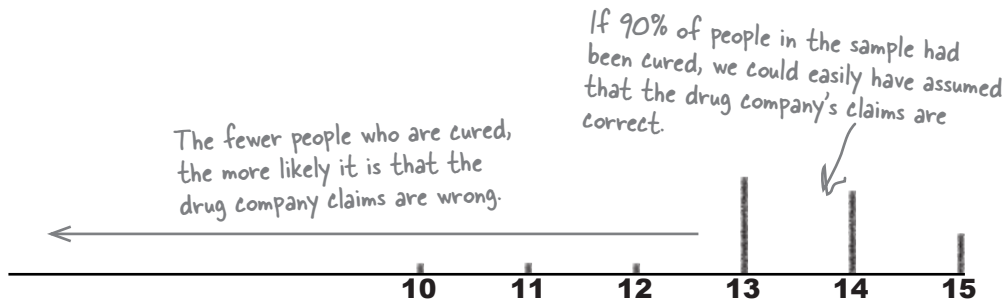 If 90% of people in the sample had
been cured, we could easily have assumed
that the drug company's claims are
correct.
The fewer people who are cured,
the more likely it is that the
drug company claims are wrong.
10 11 12 13 14 15